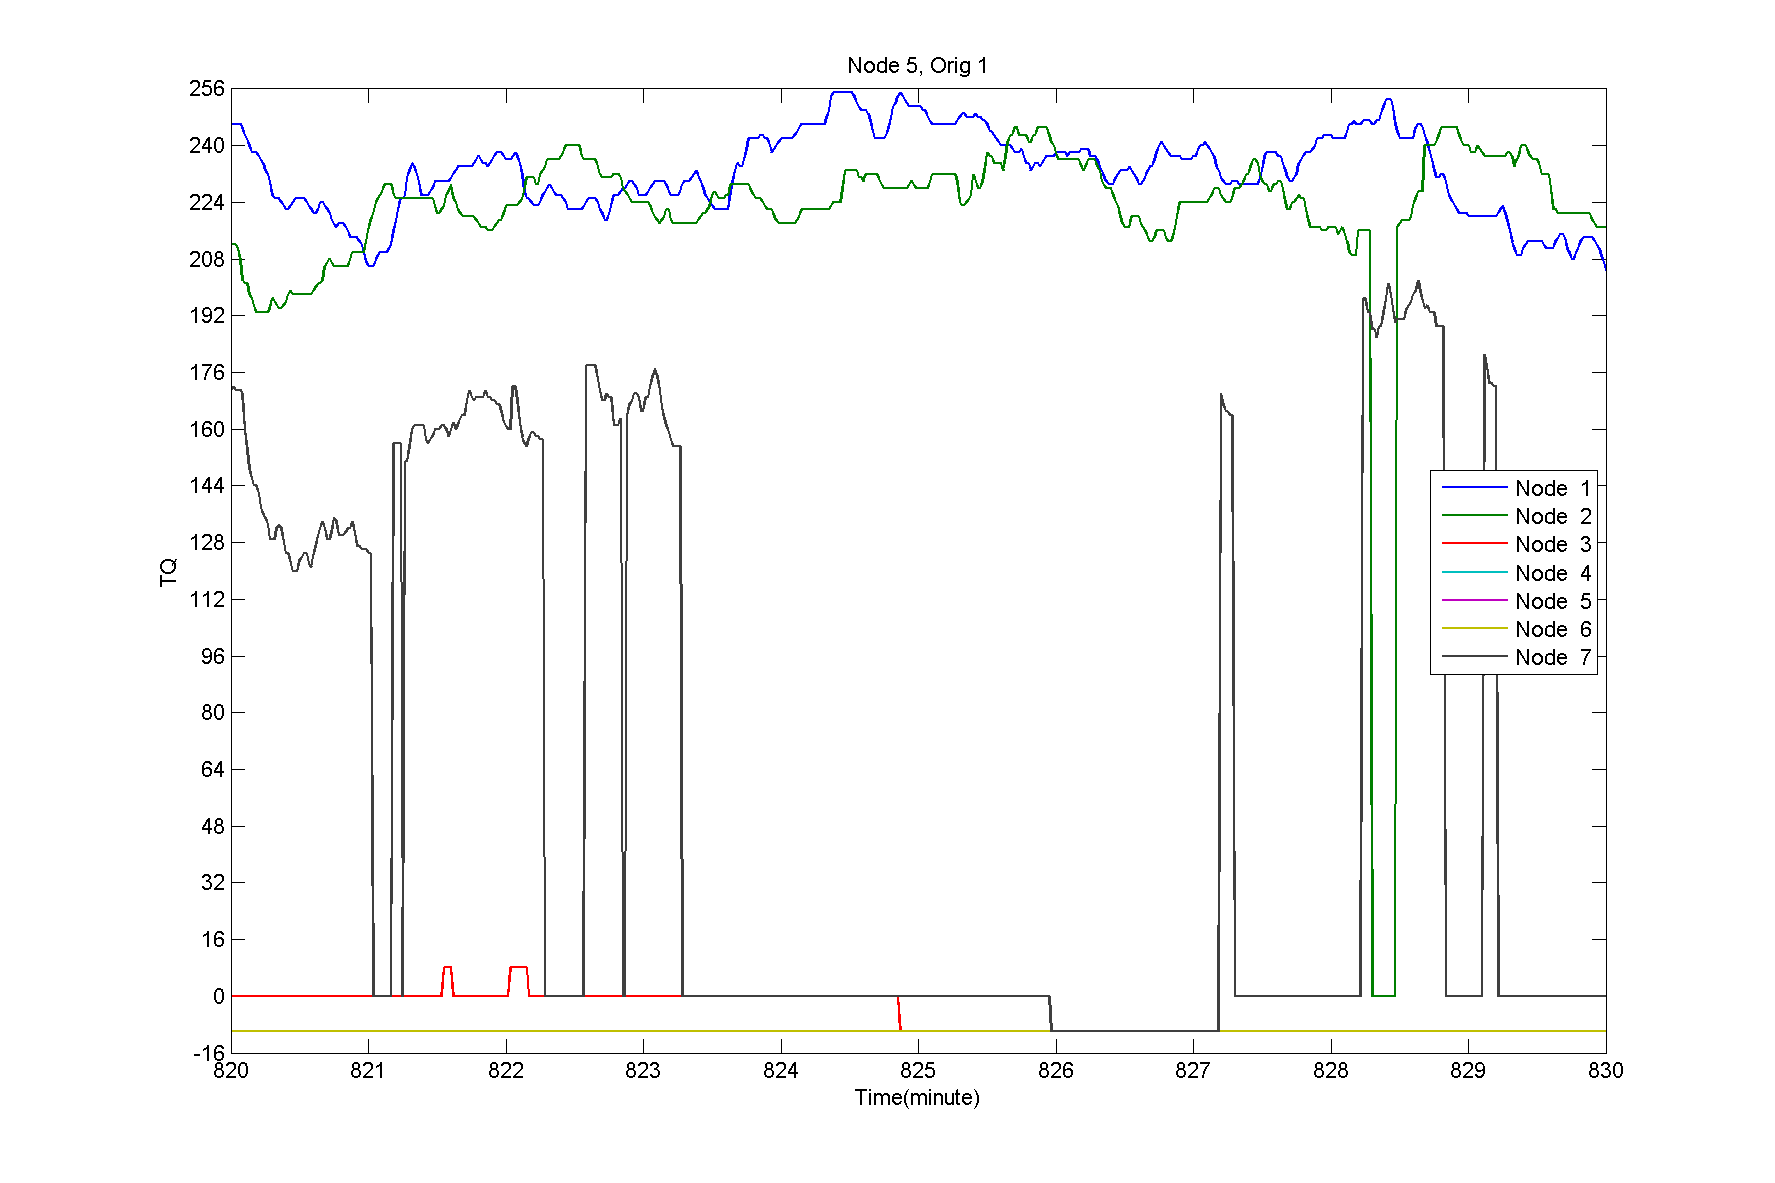 Node 5, Orig 1
256
240
224
208
192
176
160
144
128
112
96
80
64
48
32
16
0
-16
TQ
Node 1
Node 2
Node 3
Node 4
Node 5
Node 6
Node 7
820 821 822 823 824 825 826 827 828 829 830
Time(minute)